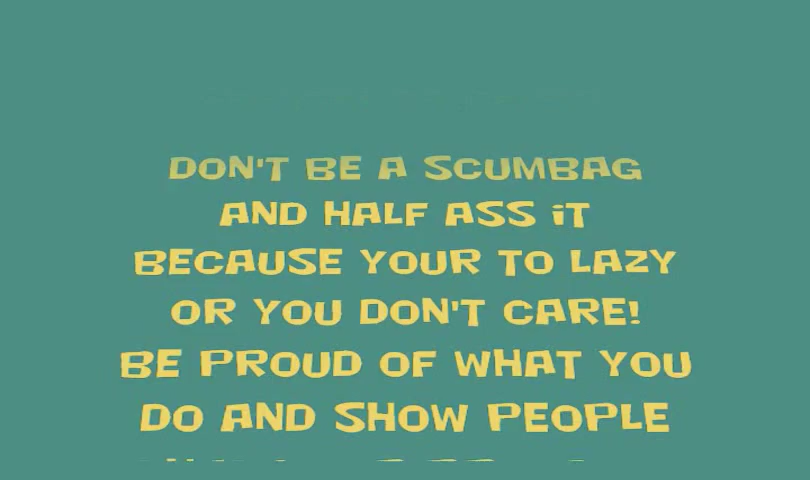 DON'T BE A SCUMBAG
AND HALF ASS iT
BECAUSE YOUR TO LAZY
OR YOU DON'T CARE!
BE PROUD OF WHAT YOU
DO AND SHOW PEOPLE